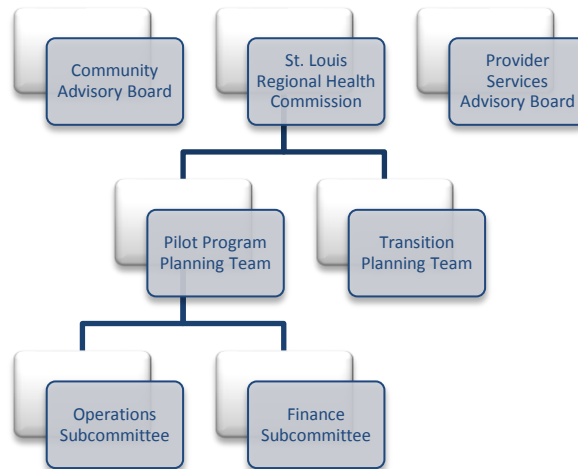 Community
Advisory Board
St. Louis
Regional Health
Commission
Provider
Services
Advisory Board
Pilot Program
Planning Team
Transition
Planning Team
Operations
Subcommittee
Finance
Subcommittee